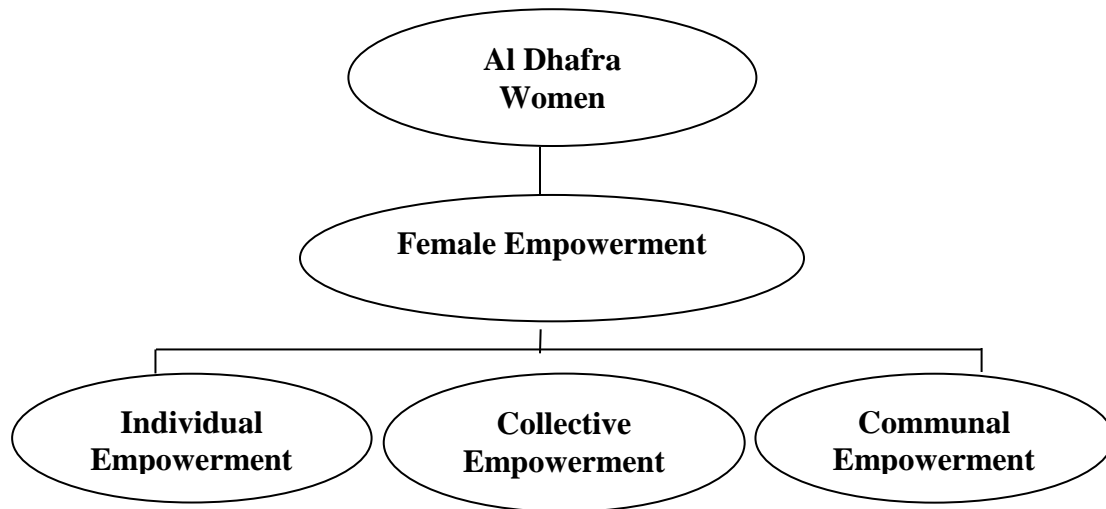 Al Dhafra
Women
Female Empowerment
Individual
Empowerment
Collective
Empowerment
Communal
Empowerment